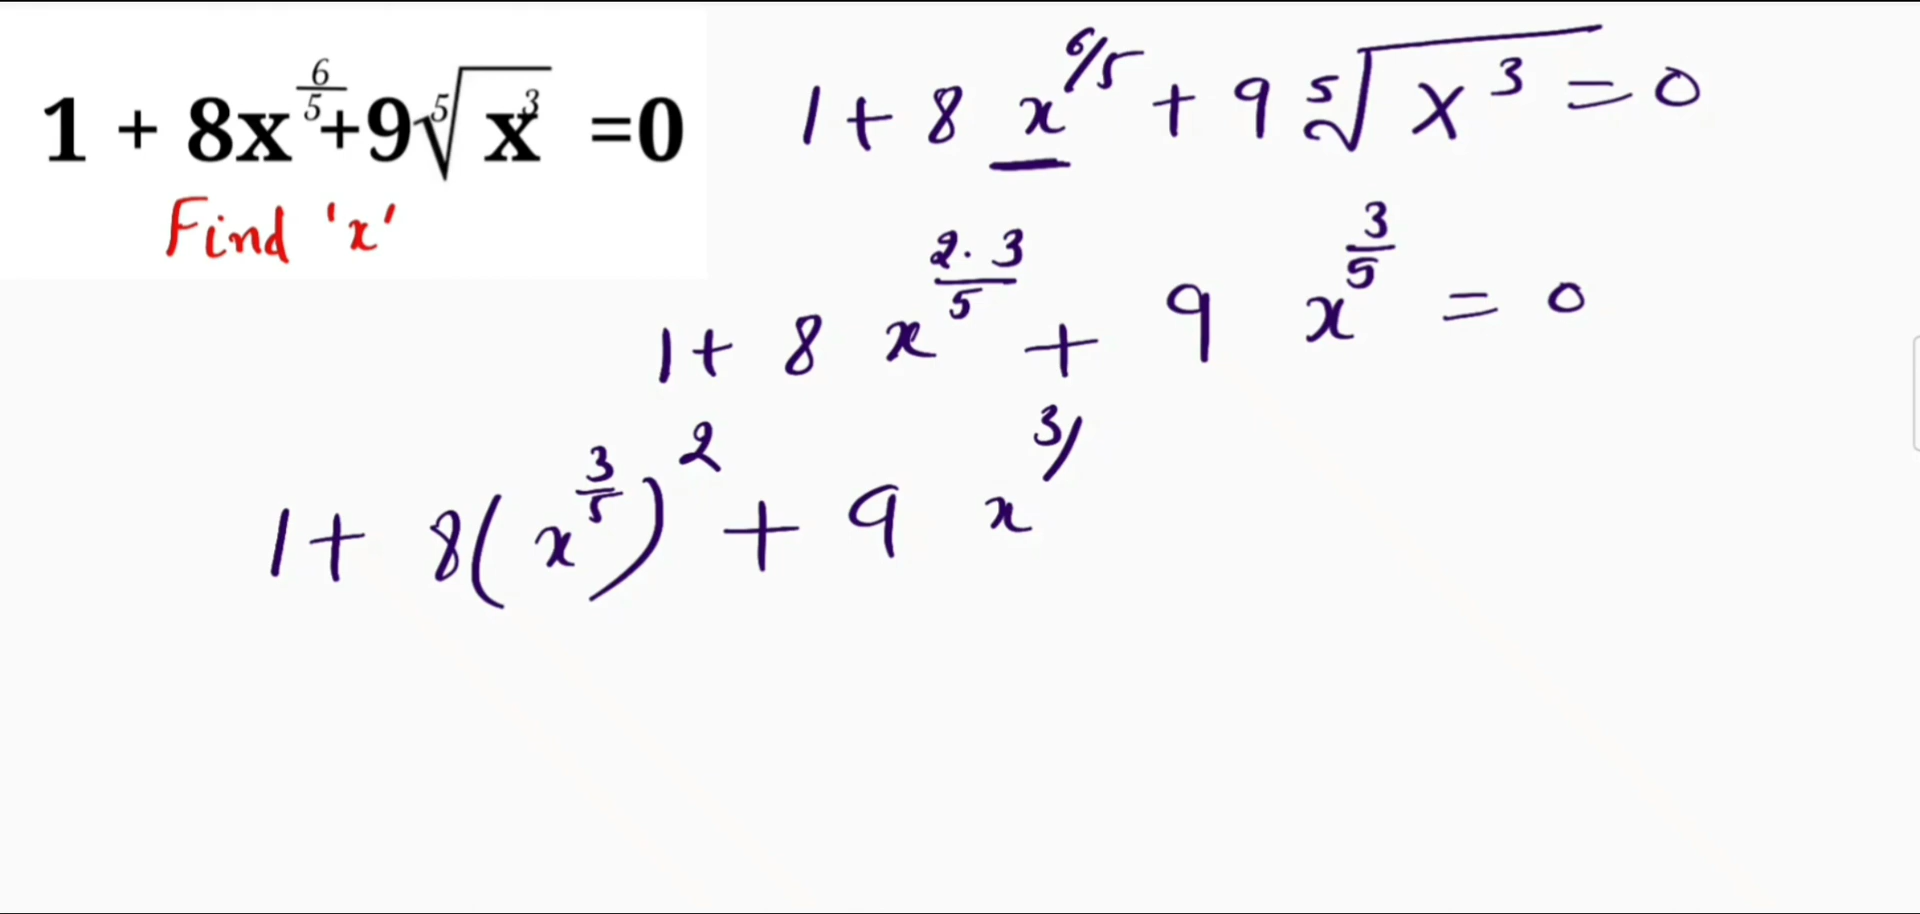 1 + 8x^{6/5}+9⁵√x³ =0
Find 'x'
1 + 8 x^{6/5} + 9 ⁵√x³ = 0
1 + 8 x^{2·3/5} + 9 x^{3/5} = 0
1 + 8(x^{3/5})² + 9 x^{3/}